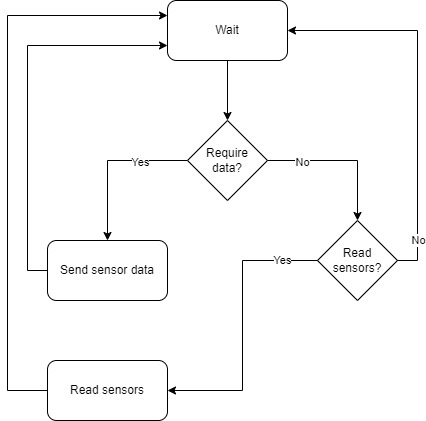 Wait
Require
data?
Yes
No
Send sensor data
Read
sensors?
No
Yes
Read sensors